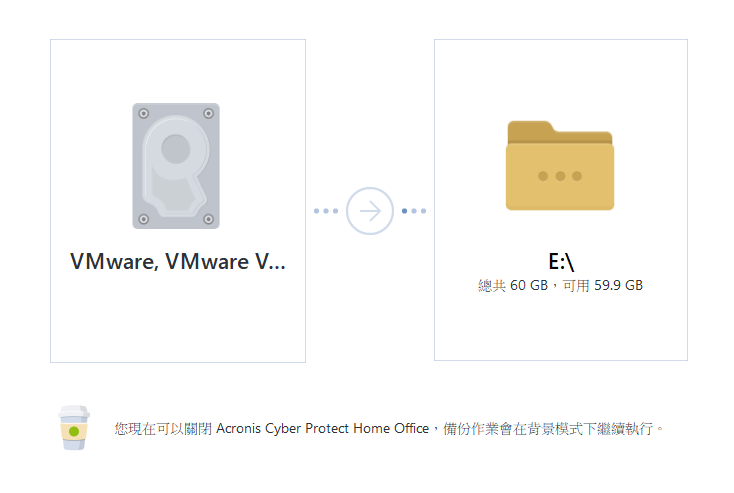 VMware, VMware V...
E:\
總共 60 GB，可用 59.9 GB
您現在可以關閉 Acronis Cyber Protect Home Office，備份作業會在背景模式下繼續執行。